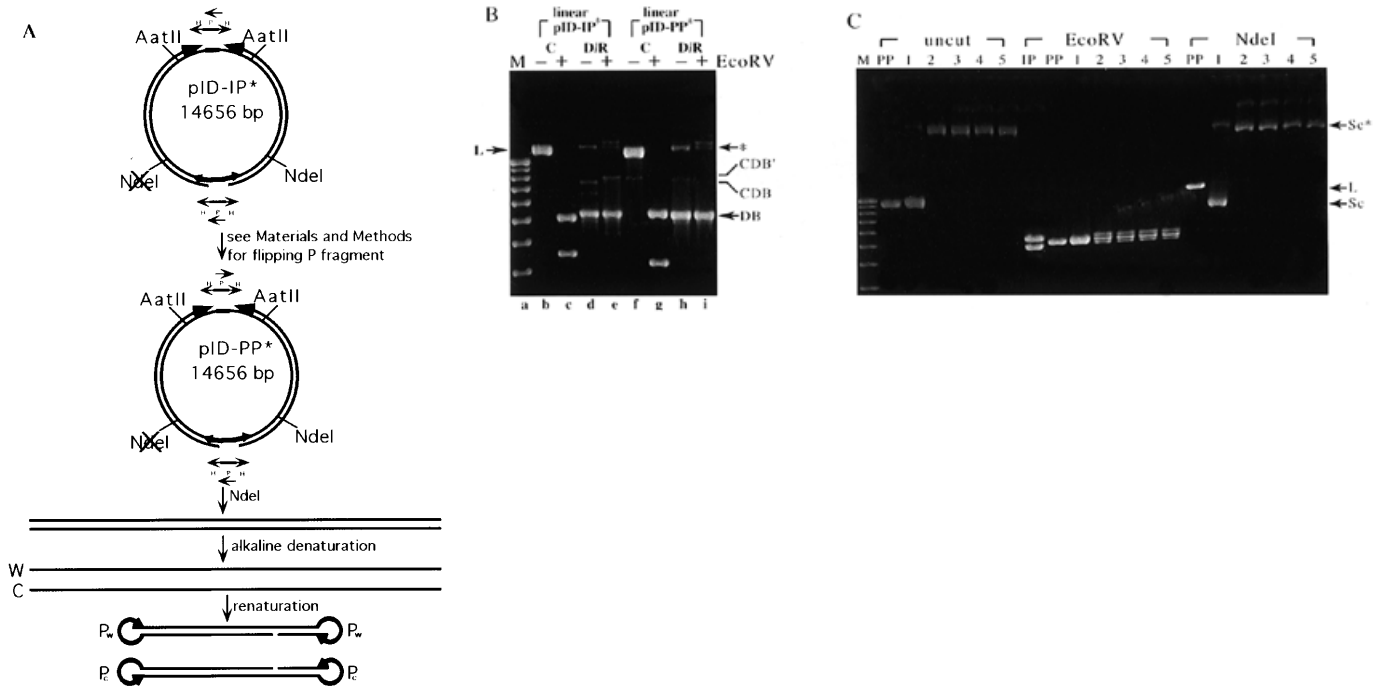 A
H P H
AatII AatII
pID-IP*
14656 bp
NdeI NdeI
H P H
see Materials and Methods
for flipping P fragment
H P H
AatII AatII
pID-PP*
14656 bp
NdeI NdeI
H P H
NdeI
alkaline denaturation
W
C
renaturation
Pw Pw
Pc Pc
B
linear linear
pID-IP* pID-PP*
C D/R C D/R
M − + − + − + − + EcoRV
L *
CDB'
CDB
DB
a b c d e f g h i
C
uncut EcoRV NdeI
M PP 1 2 3 4 5 IP PP 1 2 3 4 5 PP 1 2 3 4 5
Sc*
L
Sc